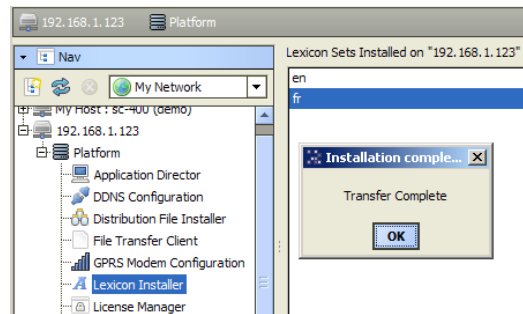 192.168.1.123 Platform
Nav
My Network
My Host : sc-400 (demo)
192.168.1.123
Platform
Application Director
DDNS Configuration
Distribution File Installer
File Transfer Client
GPRS Modem Configuration
Lexicon Installer
License Manager
Lexicon Sets Installed on "192.168.1.123"
en
fr
Installation comple...
Transfer Complete
OK